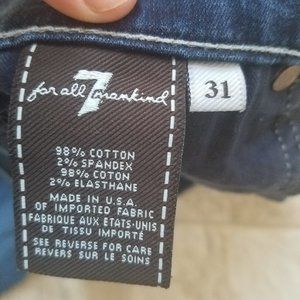 for all 7 mankind
31
98% COTTON
2% SPANDEX
98% COTON
2% ELASTHANE
MADE IN U.S.A.
OF IMPORTED FABRIC
FABRIQUE AUX ETATS-UNIS
DE TISSU IMPORTÉ
SEE REVERSE FOR CARE
REVERS SUR LE SOINS